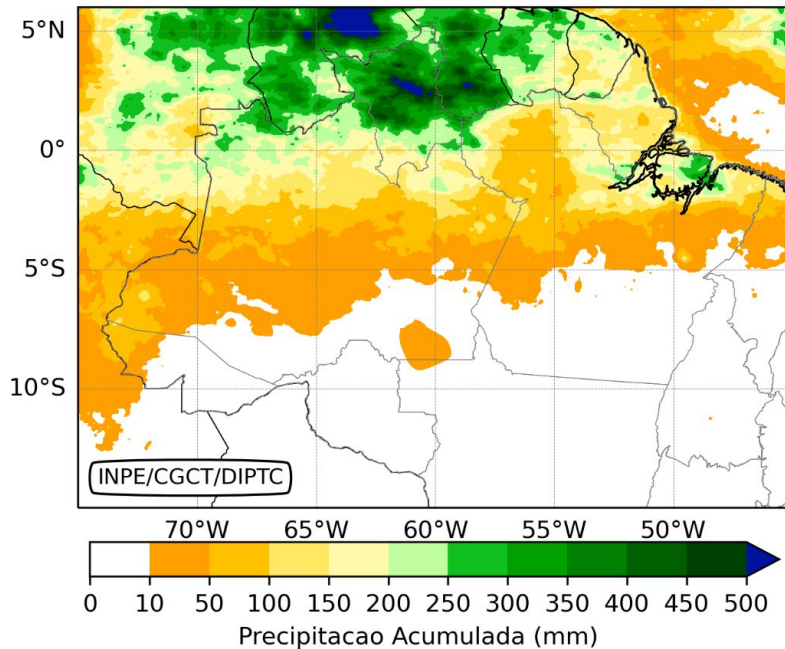 5°N
0°
5°S
10°S
INPE/CGCT/DIPTC
70°W 65°W 60°W 55°W 50°W
0 10 50 100 150 200 250 300 350 400 450 500
Precipitacao Acumulada (mm)